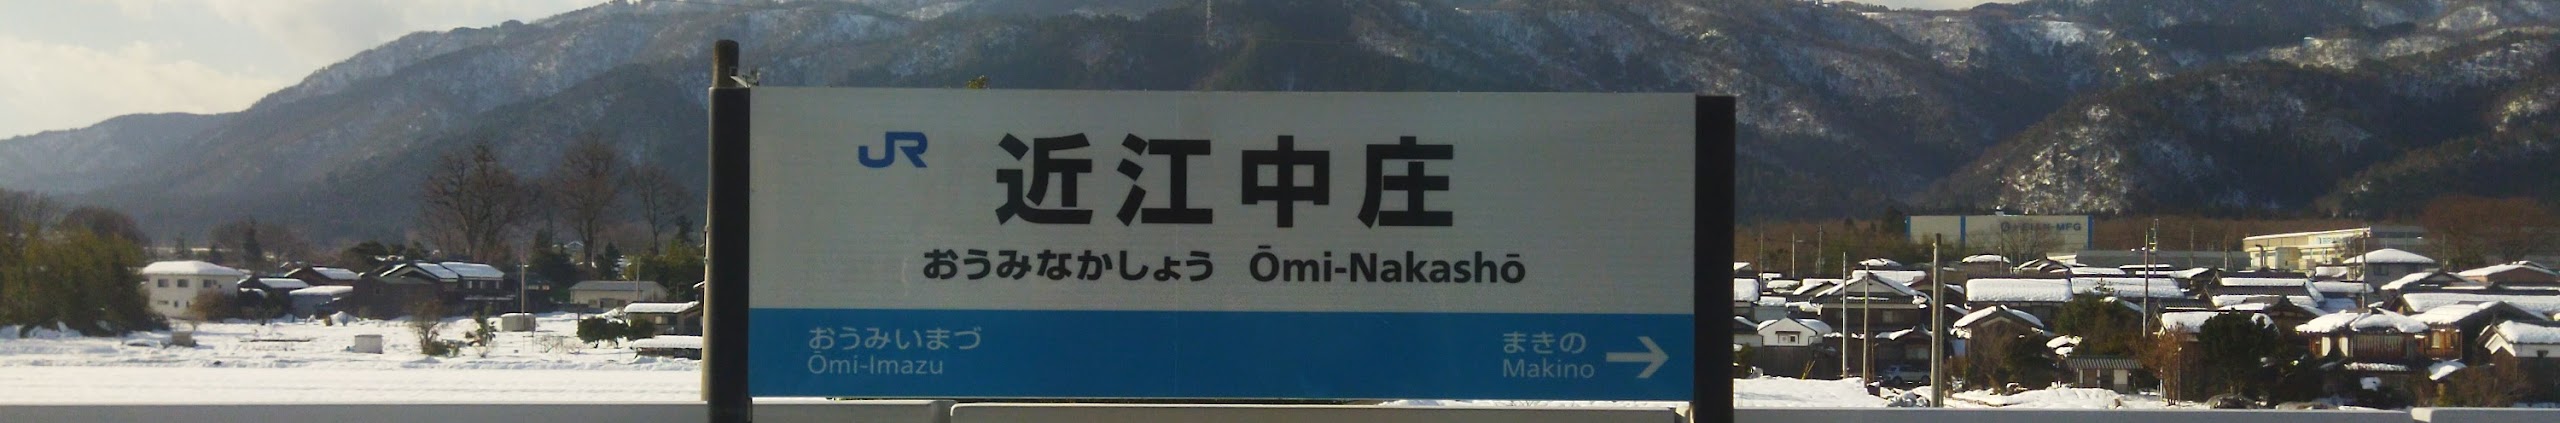 JR 近江中庄
おうみなかしょう Ōmi-Nakashō
おうみいまづ
Ōmi-Imazu
まきの →
Makino